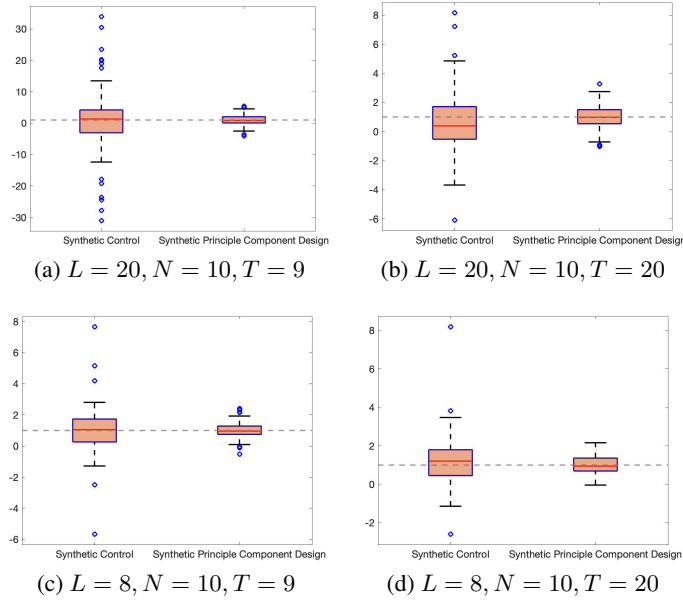 30
20
10
0
-10
-20
-30
Synthetic Control
Synthetic Principle Component Design
(a) L = 20, N = 10, T = 9
8
6
4
2
0
-2
-4
-6
Synthetic Control
Synthetic Principle Component Design
(b) L = 20, N = 10, T = 20
8
6
4
2
0
-2
-4
-6
Synthetic Control
Synthetic Principle Component Design
(c) L = 8, N = 10, T = 9
8
6
4
2
0
-2
Synthetic Control
Synthetic Principle Component Design
(d) L = 8, N = 10, T = 20